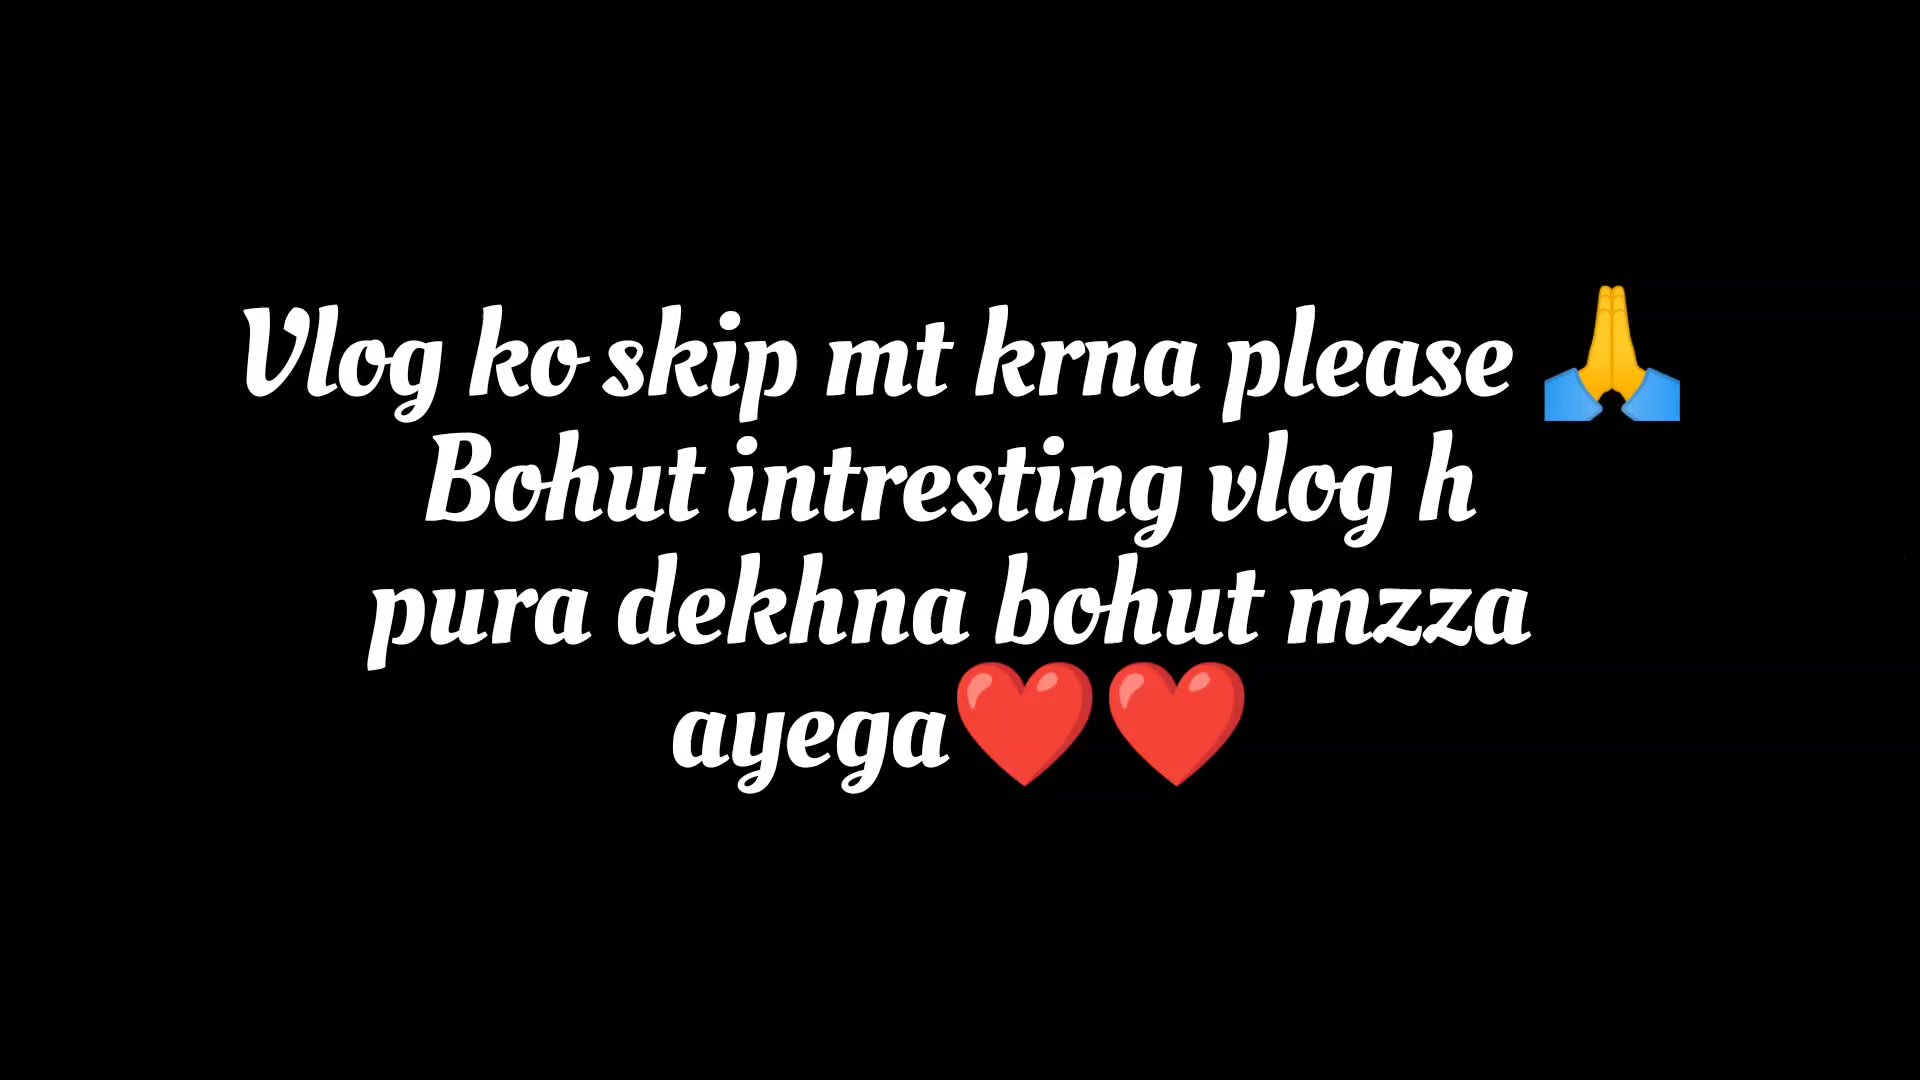 Vlog ko skip mt krna please 🙏
Bohut intresting vlog h
pura dekhna bohut mzza
ayega❤️❤️